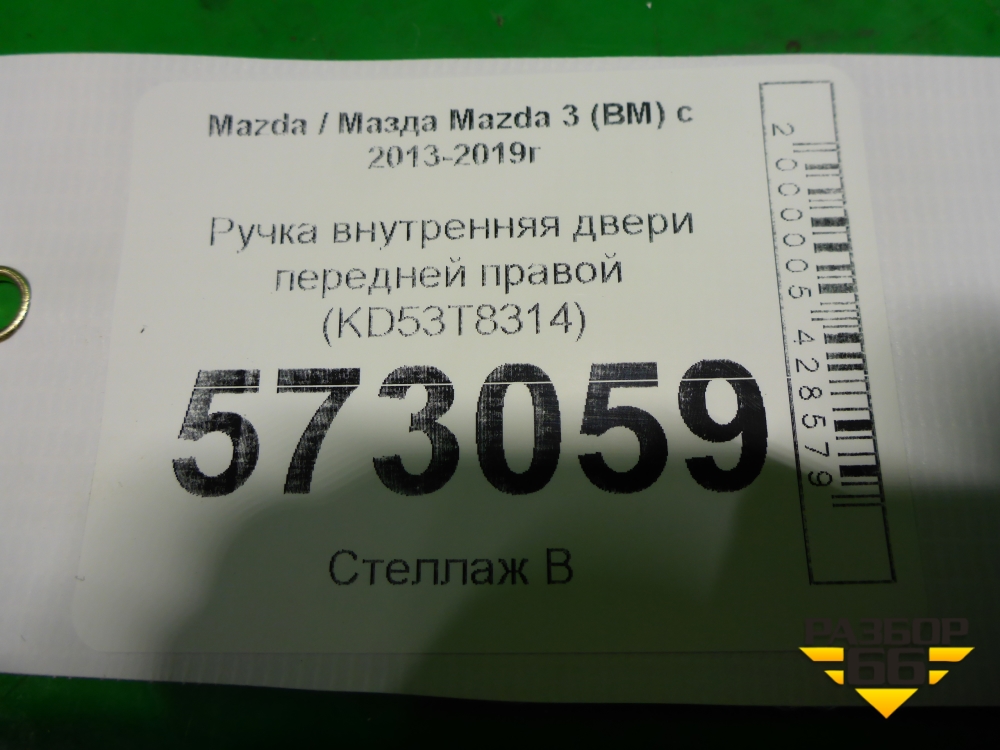 Mazda / Мазда Mazda 3 (BM) с
2013-2019г
Ручка внутренняя двери
передней правой
(KD53T8314)
573059
Стеллаж В
2000005428579
РАЗБОР
66